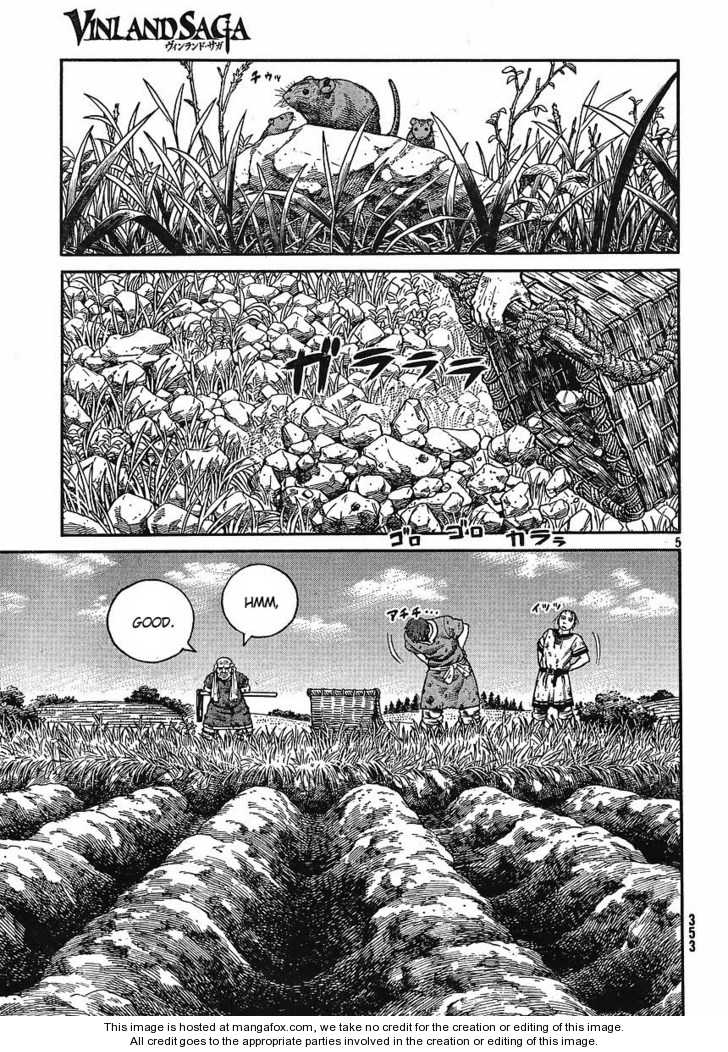 VINLAND SAGA
ヴィンランド・サガ
チウッ
ガラララ
ゴロ ゴロ ガララ
5
HMM,
GOOD.
アチチ・・・
イツッ
353
This image is hosted at mangafox.com, we take no credit for the creation or editing of this image.
All credit goes to the appropriate parties involved in the creation or editing of this image.